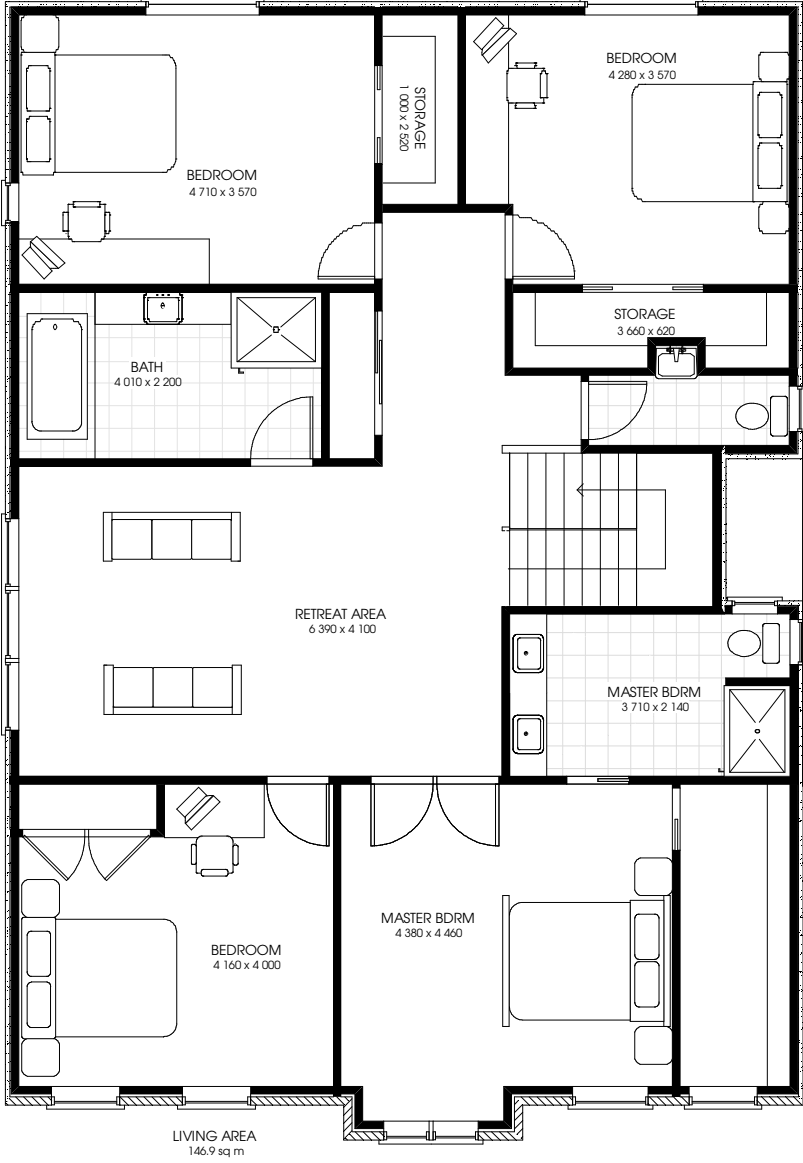 BEDROOM
4 280 x 3 570
STORAGE
1 000 x 2 520
BEDROOM
4 710 x 3 570
STORAGE
3 660 x 620
BATH
4 010 x 2 200
RETREAT AREA
6 390 x 4 100
MASTER BDRM
3 710 x 2 140
MASTER BDRM
4 380 x 4 460
BEDROOM
4 160 x 4 000
LIVING AREA
146.9 sq m